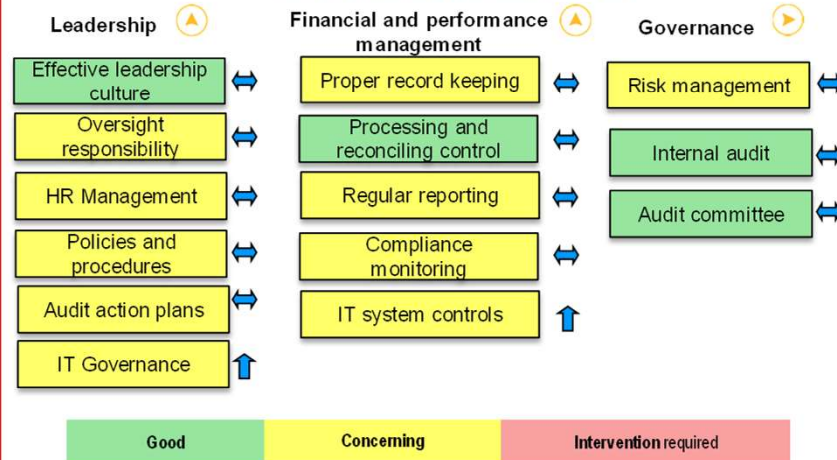 Leadership
Effective leadership
culture
Oversight
responsibility
HR Management
Policies and
procedures
Audit action plans
IT Governance
Financial and performance
management
Proper record keeping
Processing and
reconciling control
Regular reporting
Compliance
monitoring
IT system controls
Governance
Risk management
Internal audit
Audit committee
Good
Concerning
Intervention required